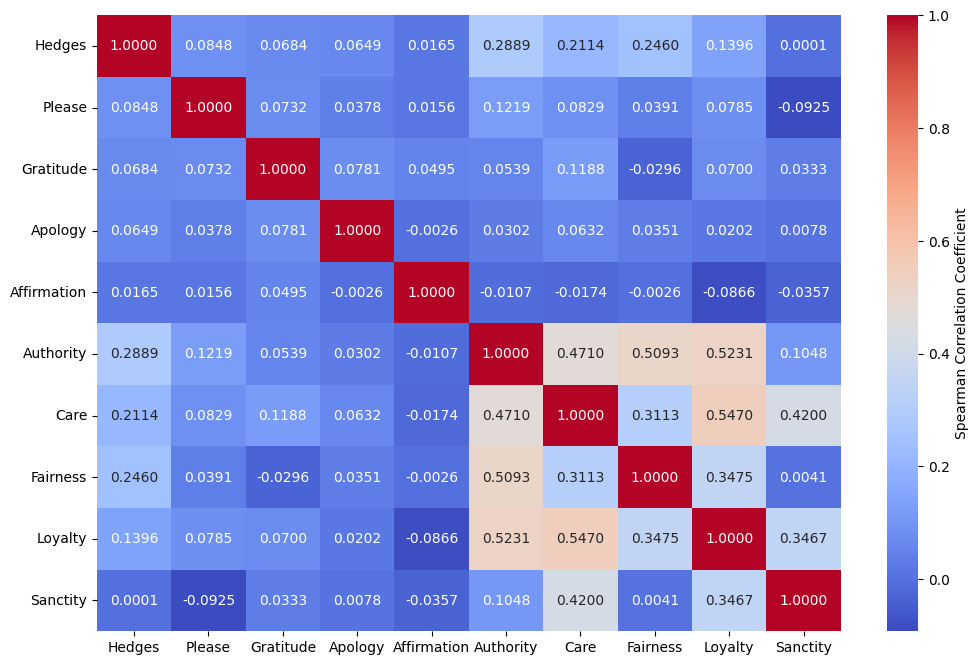 Hedges 1.0000 0.0848 0.0684 0.0649 0.0165 0.2889 0.2114 0.2460 0.1396 0.0001
Please 0.0848 1.0000 0.0732 0.0378 0.0156 0.1219 0.0829 0.0391 0.0785 -0.0925
Gratitude 0.0684 0.0732 1.0000 0.0781 0.0495 0.0539 0.1188 -0.0296 0.0700 0.0333
Apology 0.0649 0.0378 0.0781 1.0000 -0.0026 0.0302 0.0632 0.0351 0.0202 0.0078
Affirmation 0.0165 0.0156 0.0495 -0.0026 1.0000 -0.0107 -0.0174 -0.0026 -0.0866 -0.0357
Authority 0.2889 0.1219 0.0539 0.0302 -0.0107 1.0000 0.4710 0.5093 0.5231 0.1048
Care 0.2114 0.0829 0.1188 0.0632 -0.0174 0.4710 1.0000 0.3113 0.5470 0.4200
Fairness 0.2460 0.0391 -0.0296 0.0351 -0.0026 0.5093 0.3113 1.0000 0.3475 0.0041
Loyalty 0.1396 0.0785 0.0700 0.0202 -0.0866 0.5231 0.5470 0.3475 1.0000 0.3467
Sanctity 0.0001 -0.0925 0.0333 0.0078 -0.0357 0.1048 0.4200 0.0041 0.3467 1.0000
Hedges Please Gratitude Apology Affirmation Authority Care Fairness Loyalty Sanctity
1.0
0.8
0.6
0.4
0.2
0.0
Spearman Correlation Coefficient